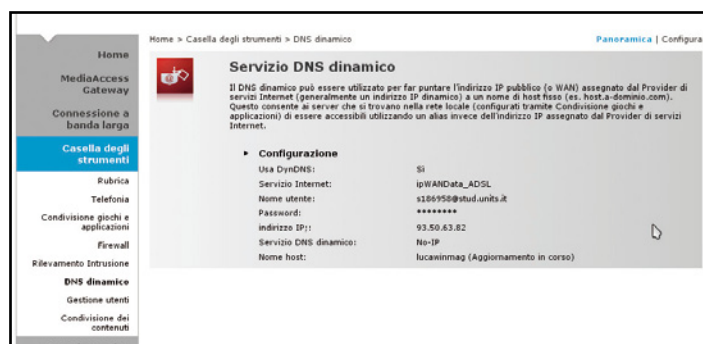 Home > Casella degli strumenti > DNS dinamico
Panoramica | Configura
Home
MediaAccess
Gateway
Connessione a
banda larga
Casella degli
strumenti
Rubrica
Telefonia
Condivisione giochi e
applicazioni
Firewall
Rilevamento Intrusione
DNS dinamico
Gestione utenti
Condivisione dei
contenuti
Servizio DNS dinamico
Il DNS dinamico può essere utilizzato per far puntare l'indirizzo IP pubblico (o WAN) assegnato dal Provider di
servizi Internet (generalmente un indirizzo IP dinamico) a un nome di host fisso (es. host.a-dominio.com).
Questo consente ai server che si trovano nella rete locale (configurati tramite Condivisione giochi e
applicazioni) di essere accessibili utilizzando un alias invece dell'indirizzo IP assegnato dal Provider di servizi
Internet.
Configurazione
Usa DynDNS: Sì
Servizio Internet: ipWANData_ADSL
Nome utente: s186958@stud.units.it
Password: ********
indirizzo IP;: 93.50.63.82
Servizio DNS dinamico: No-IP
Nome host: lucawinmag (Aggiornamento in corso)